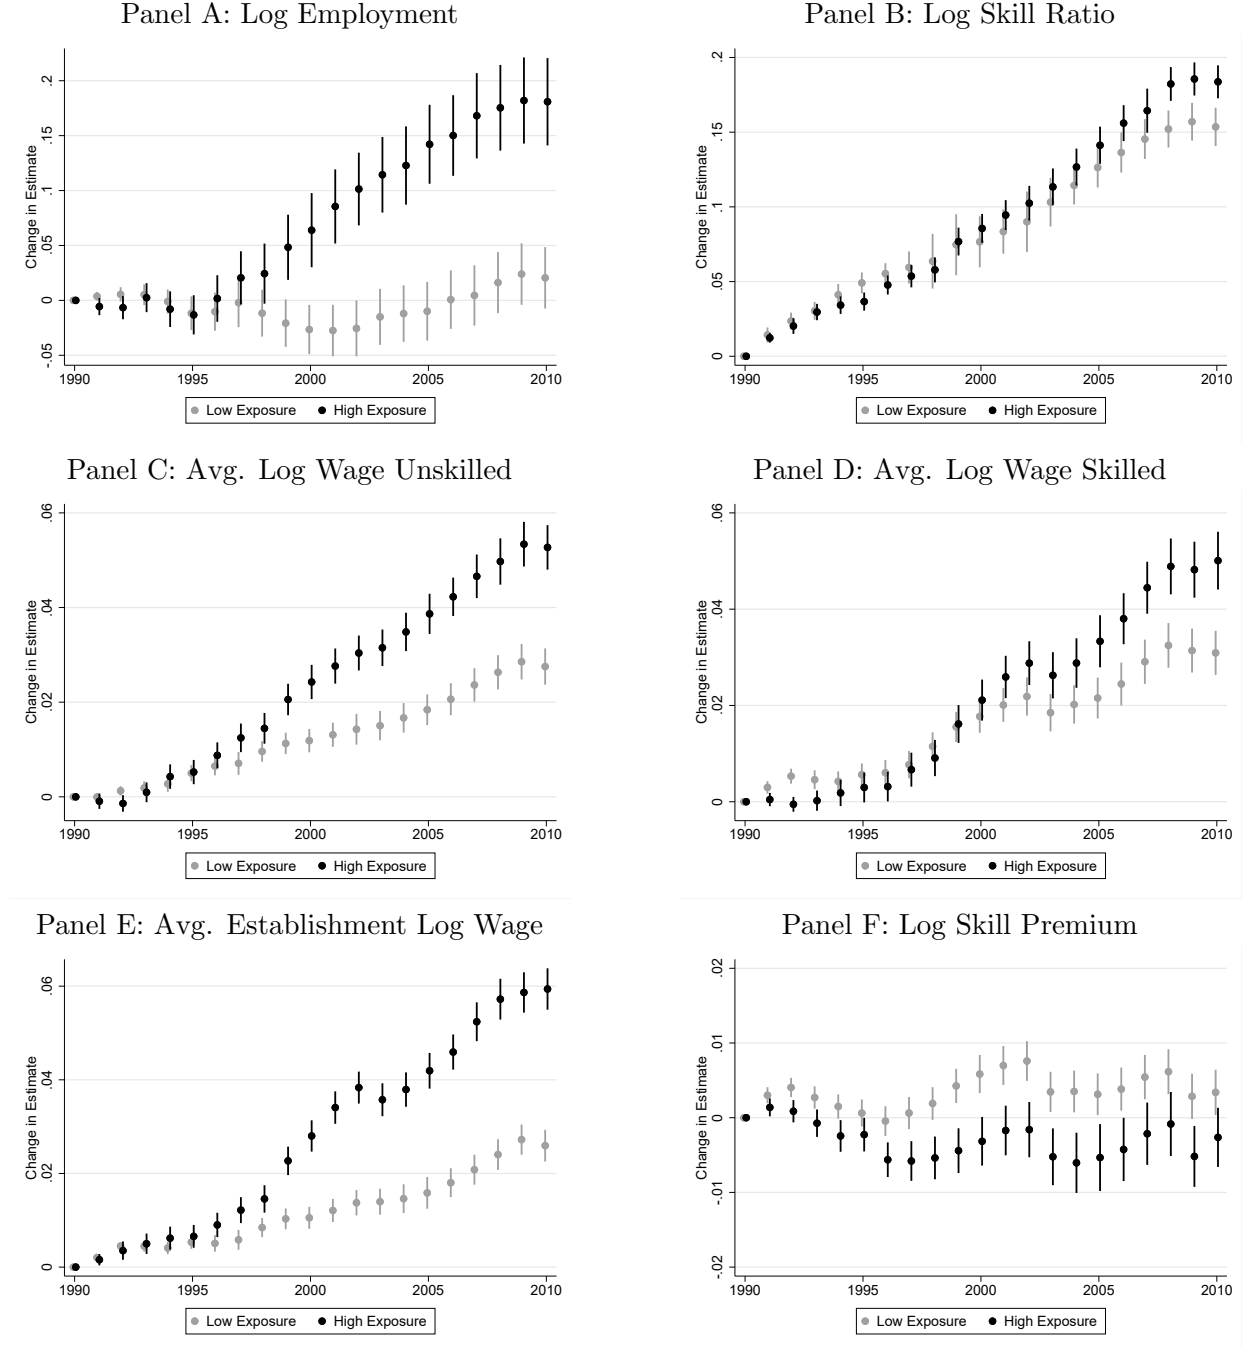 Panel A: Log Employment
Change in Estimate
.2
.15
.1
.05
0
-.05
1990 1995 2000 2005 2010
Low Exposure High Exposure
Panel B: Log Skill Ratio
Change in Estimate
.2
.15
.1
.05
0
1990 1995 2000 2005 2010
Low Exposure High Exposure
Panel C: Avg. Log Wage Unskilled
Change in Estimate
.06
.04
.02
0
1990 1995 2000 2005 2010
Low Exposure High Exposure
Panel D: Avg. Log Wage Skilled
Change in Estimate
.06
.04
.02
0
1990 1995 2000 2005 2010
Low Exposure High Exposure
Panel E: Avg. Establishment Log Wage
Change in Estimate
.06
.04
.02
0
1990 1995 2000 2005 2010
Low Exposure High Exposure
Panel F: Log Skill Premium
Change in Estimate
.02
.01
0
-.01
-.02
1990 1995 2000 2005 2010
Low Exposure High Exposure